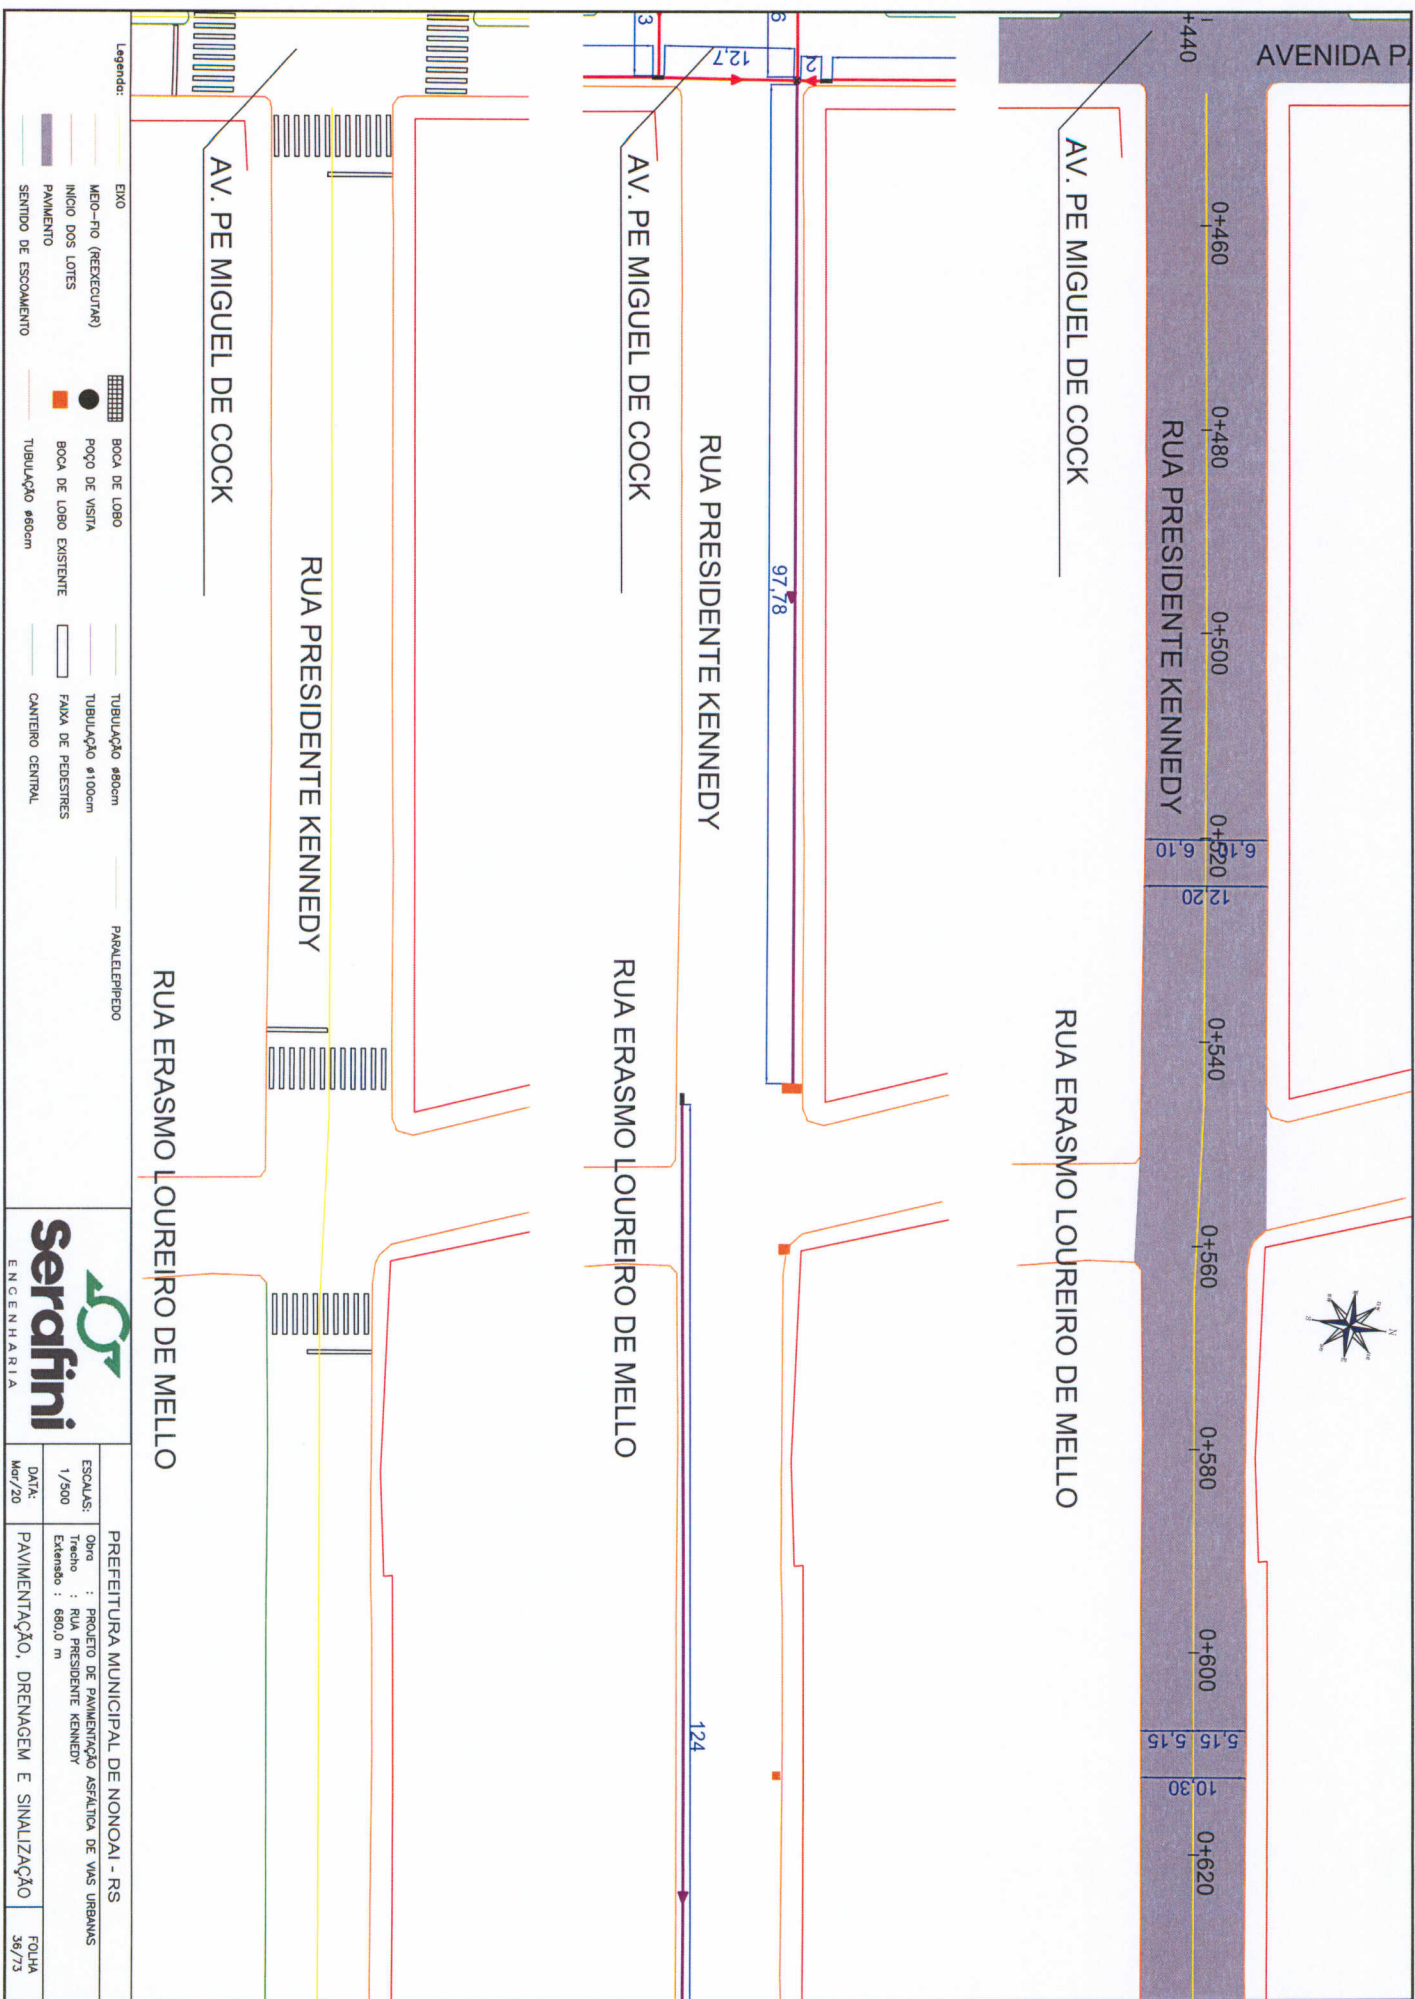 AVENIDA PA
+440
0+460
0+480
0+500
0+520
0+540
0+560
0+580
0+600
0+620
RUA PRESIDENTE KENNEDY
6,10 6,10
12,20
5,15 5,15
10,30
N
AV. PE MIGUEL DE COCK
RUA ERASMO LOUREIRO DE MELLO
3
12,7
6
2
97,78
RUA PRESIDENTE KENNEDY
124
AV. PE MIGUEL DE COCK
RUA ERASMO LOUREIRO DE MELLO
RUA PRESIDENTE KENNEDY
AV. PE MIGUEL DE COCK
RUA ERASMO LOUREIRO DE MELLO
Legenda:
EIXO
MEIO-FIO (REEXECUTAR)
INÍCIO DOS LOTES
PAVIMENTO
SENTIDO DE ESCOAMENTO
BOCA DE LOBO
POÇO DE VISITA
BOCA DE LOBO EXISTENTE
TUBULAÇÃO ø60cm
TUBULAÇÃO ø80cm
TUBULAÇÃO ø100cm
FAIXA DE PEDESTRES
CANTEIRO CENTRAL
PARALELEPÍPEDO
Serafini
ENGENHARIA
PREFEITURA MUNICIPAL DE NONOAI - RS
ESCALAS:
1/500
Obra : PROJETO DE PAVIMENTAÇÃO ASFÁLTICA DE VIAS URBANAS
Trecho : RUA PRESIDENTE KENNEDY
Extensão : 680,0 m
DATA:
Mar/20
PAVIMENTAÇÃO, DRENAGEM E SINALIZAÇÃO
FOLHA
36/73